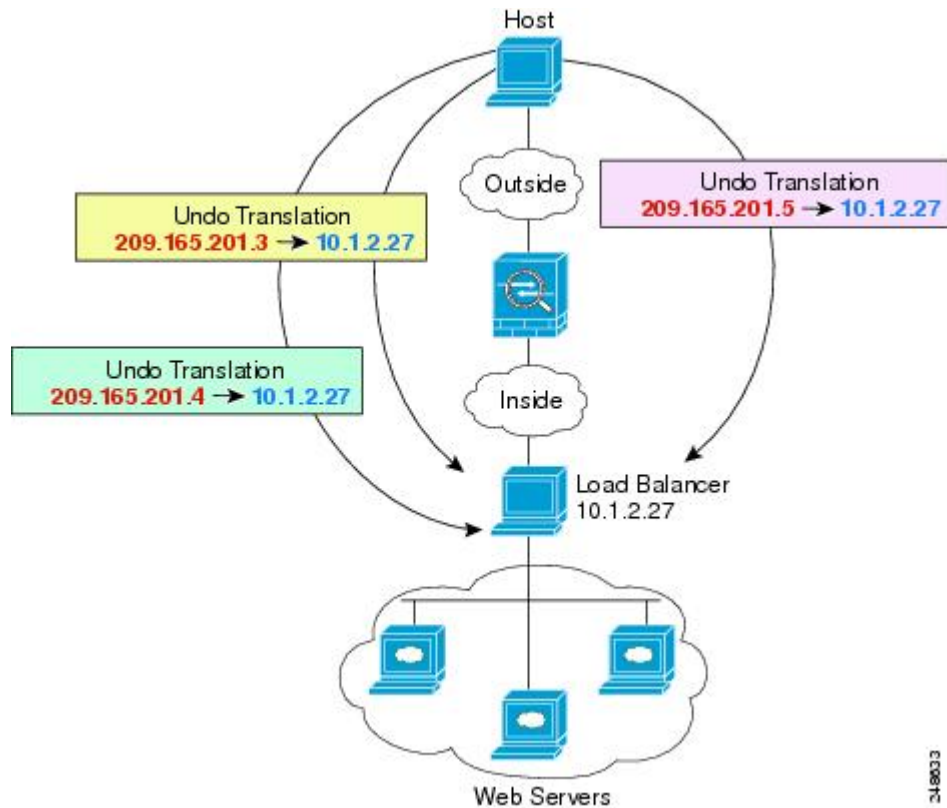 Host
Outside
Undo Translation
209.165.201.3 → 10.1.2.27
Undo Translation
209.165.201.5 → 10.1.2.27
Undo Translation
209.165.201.4 → 10.1.2.27
Inside
Load Balancer
10.1.2.27
Web Servers
248633